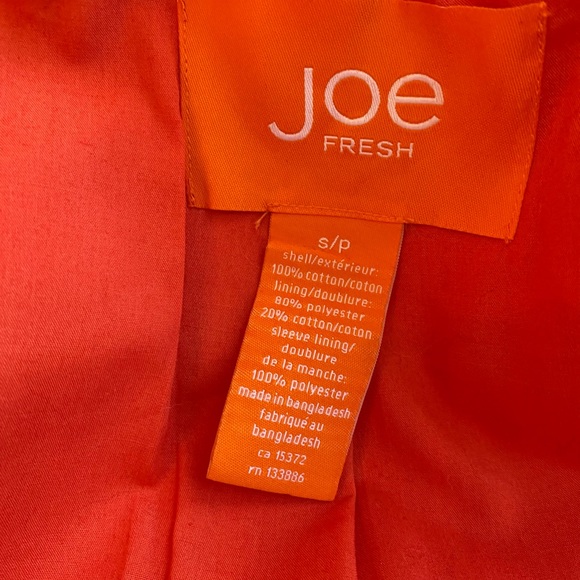 Joe
FRESH
s/p
shell/extérieur:
100% cotton/coton
lining/doublure:
80% polyester
20% cotton/coton
sleeve lining/
doublure
de la manche:
100% polyester
made in bangladesh
fabriqué au
bangladesh
ca 15372
rn 133886